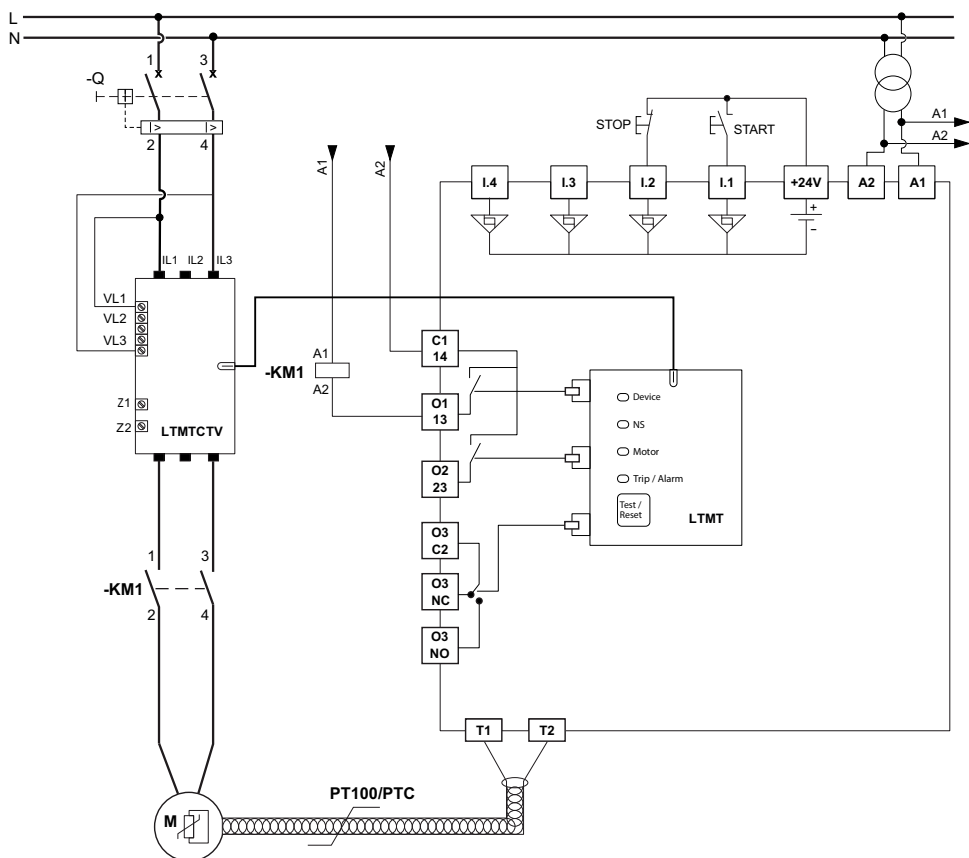 L
N
1
3
-Q
|>
|>
2
4
A1
A2
STOP
START
A1
A2
I.4
I.3
I.2
I.1
+24V
A2
A1
+
–
IL1
IL2
IL3
VL1
VL2
VL3
Z1
Z2
LTMTCTV
-KM1
A1
A2
C1
14
O1
13
O2
23
O3
C2
O3
NC
O3
NO
Device
NS
Motor
Trip / Alarm
Test /
Reset
LTMT
1
3
-KM1
2
4
T1
T2
PT100/PTC
M